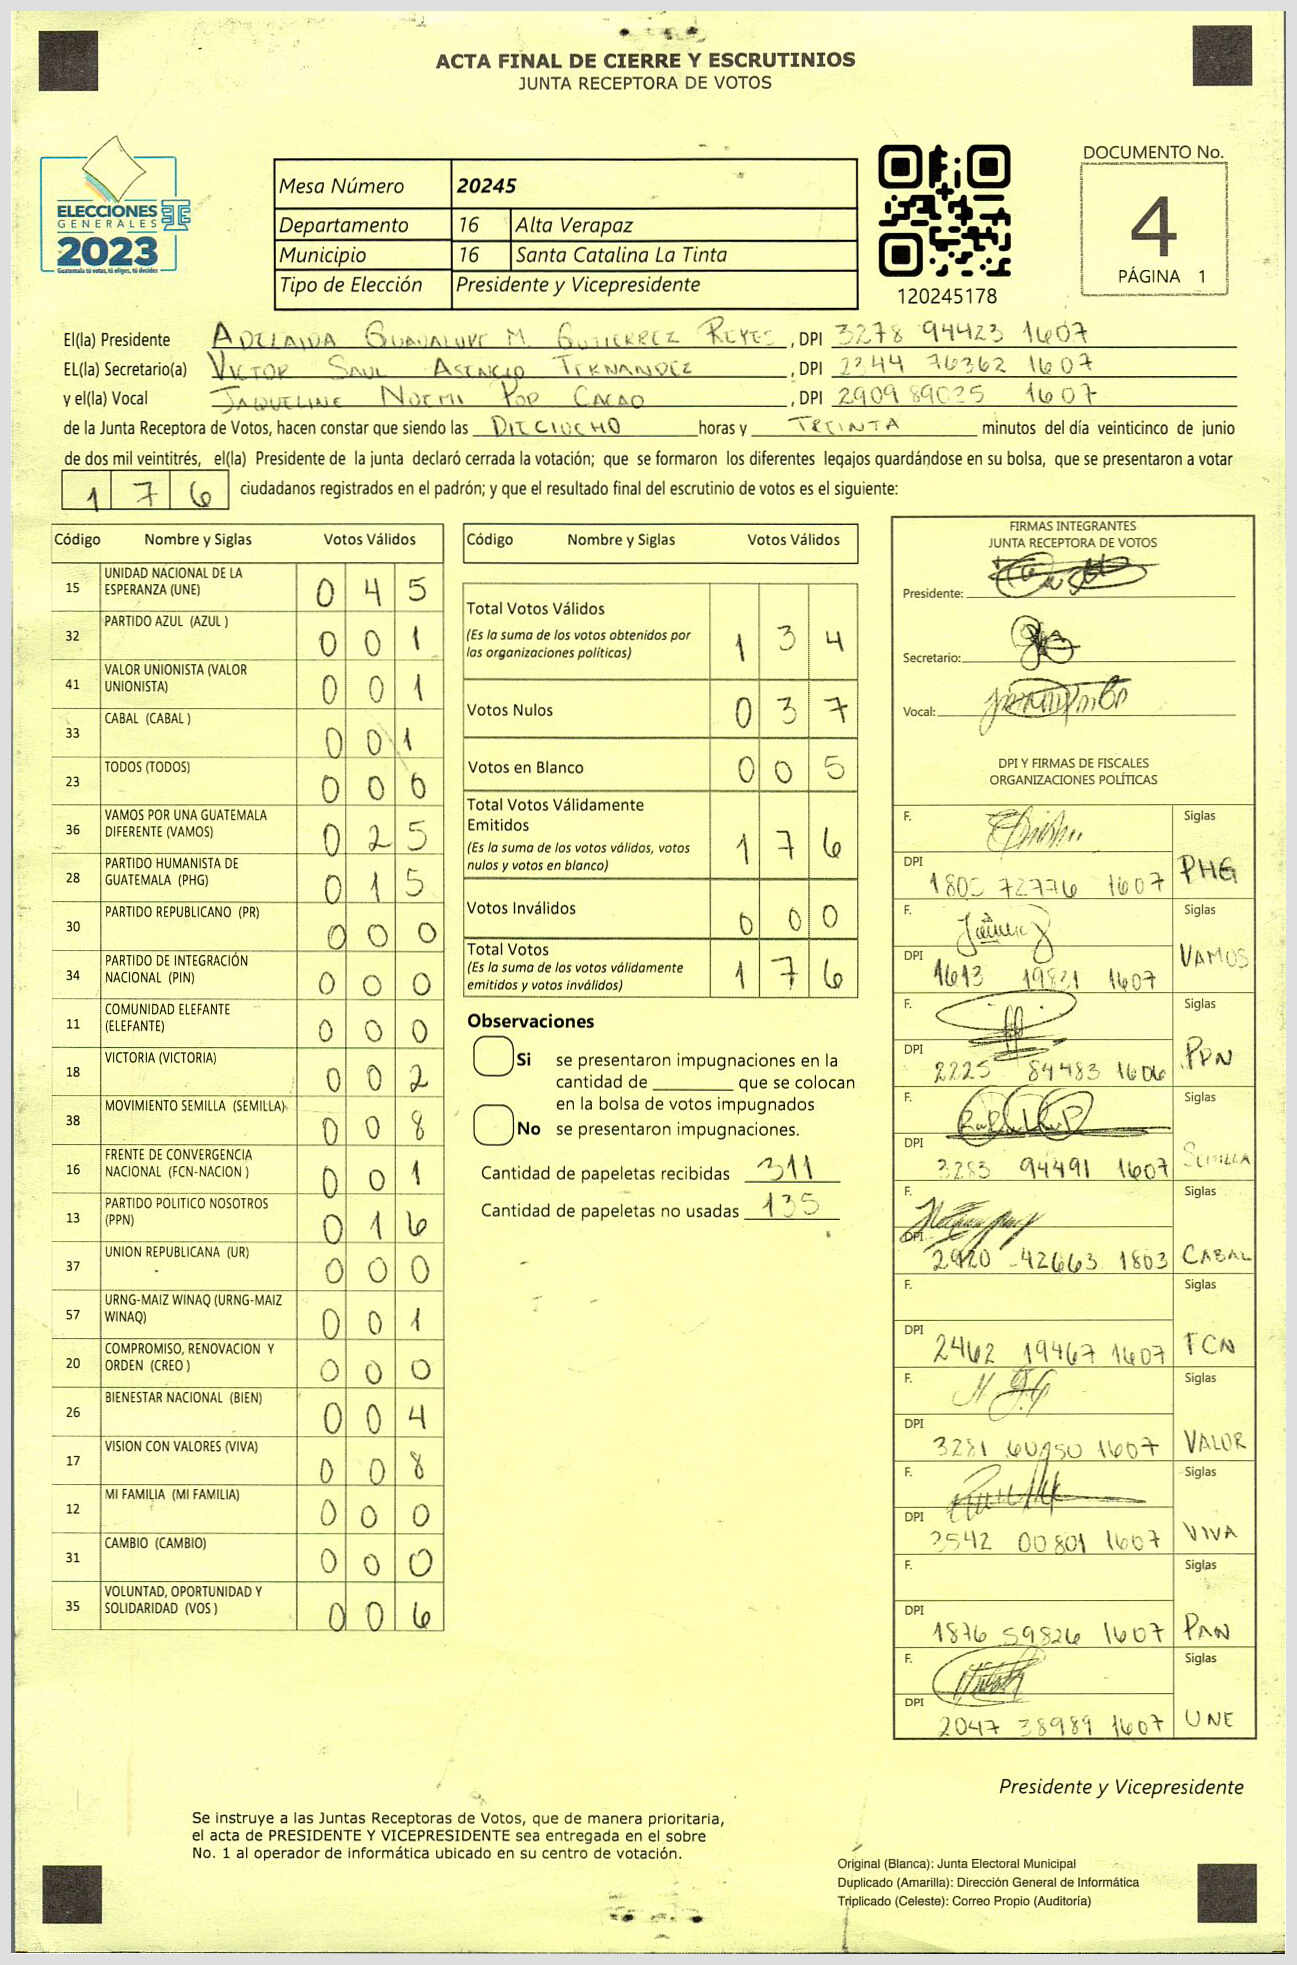 ACTA FINAL DE CIERRE Y ESCRUTINIOS
JUNTA RECEPTORA DE VOTOS
ELECCIONES
GENERALES
2023
Guatemala tú votas, tú eliges, tú decides
Mesa Número 20245
Departamento 16 Alta Verapaz
Municipio 16 Santa Catalina La Tinta
Tipo de Elección Presidente y Vicepresidente
120245178
DOCUMENTO No.
4
PÁGINA 1
El(la) Presidente ADELAIDA GUADALUPE M. GUTIERREZ REYES, DPI 3278 94423 1607
EL(la) Secretario(a) VICTOR SAUL ASENCIO FERNANDEZ, DPI 2344 76362 1607
y el(la) Vocal JAQUELINE NOEMI POP CACAO, DPI 2909 89025 1607
de la Junta Receptora de Votos, hacen constar que siendo las DIECIOCHO horas y TREINTA minutos del día veinticinco de junio
de dos mil veintitrés, el(la) Presidente de la junta declaró cerrada la votación; que se formaron los diferentes legajos guardándose en su bolsa, que se presentaron a votar
176 ciudadanos registrados en el padrón; y que el resultado final del escrutinio de votos es el siguiente:
Código Nombre y Siglas Votos Válidos
15 UNIDAD NACIONAL DE LA
ESPERANZA (UNE) 0 4 5
32 PARTIDO AZUL (AZUL ) 0 0 1
41 VALOR UNIONISTA (VALOR
UNIONISTA) 0 0 1
33 CABAL (CABAL ) 0 0 1
23 TODOS (TODOS) 0 0 0
36 VAMOS POR UNA GUATEMALA
DIFERENTE (VAMOS) 0 2 5
28 PARTIDO HUMANISTA DE
GUATEMALA (PHG) 0 1 5
30 PARTIDO REPUBLICANO (PR) 0 0 0
34 PARTIDO DE INTEGRACIÓN
NACIONAL (PIN) 0 0 0
11 COMUNIDAD ELEFANTE
(ELEFANTE) 0 0 0
18 VICTORIA (VICTORIA) 0 0 2
38 MOVIMIENTO SEMILLA (SEMILLA) 0 0 8
16 FRENTE DE CONVERGENCIA
NACIONAL (FCN-NACION ) 0 0 1
13 PARTIDO POLITICO NOSOTROS
(PPN) 0 1 6
37 UNION REPUBLICANA (UR) 0 0 0
57 URNG-MAIZ WINAQ (URNG-MAIZ
WINAQ) 0 0 1
20 COMPROMISO, RENOVACION Y
ORDEN (CREO ) 0 0 0
26 BIENESTAR NACIONAL (BIEN) 0 0 4
17 VISION CON VALORES (VIVA) 0 0 8
12 MI FAMILIA (MI FAMILIA) 0 0 0
31 CAMBIO (CAMBIO) 0 0 0
35 VOLUNTAD, OPORTUNIDAD Y
SOLIDARIDAD (VOS ) 0 0 6
Código Nombre y Siglas Votos Válidos
Total Votos Válidos
(Es la suma de los votos obtenidos por
las organizaciones políticas) 1 3 4
Votos Nulos 0 3 7
Votos en Blanco 0 0 5
Total Votos Válidamente
Emitidos
(Es la suma de los votos válidos, votos
nulos y votos en blanco) 1 7 6
Votos Inválidos 0 0 0
Total Votos
(Es la suma de los votos válidamente
emitidos y votos inválidos) 1 7 6
Observaciones
Si se presentaron impugnaciones en la
cantidad de ________ que se colocan
en la bolsa de votos impugnados
No se presentaron impugnaciones.
Cantidad de papeletas recibidas 311
Cantidad de papeletas no usadas 135
FIRMAS INTEGRANTES
JUNTA RECEPTORA DE VOTOS
Presidente:
Secretario:
Vocal:
DPI Y FIRMAS DE FISCALES
ORGANIZACIONES POLÍTICAS
F. Siglas
DPI 1805 72776 1607 PHG
F. Siglas
DPI 1613 19821 1607 VAMOS
F. Siglas
DPI 2225 84483 1606 PPN
F. Siglas
DPI 3283 94491 1607 SEMILLA
F. Siglas
DPI 2920 42663 1803 CABAL
F. Siglas
DPI 2462 19467 1607 FCN
F. Siglas
DPI 3281 1607 VALOR
F. Siglas
DPI 2542 00801 1607 VIVA
F. Siglas
DPI 1876 59826 1607 PAN
F. Siglas
DPI 2047 38989 1607 UNE
Presidente y Vicepresidente
Se instruye a las Juntas Receptoras de Votos, que de manera prioritaria,
el acta de PRESIDENTE Y VICEPRESIDENTE sea entregada en el sobre
No. 1 al operador de informática ubicado en su centro de votación.
Original (Blanca): Junta Electoral Municipal
Duplicado (Amarilla): Dirección General de Informática
Triplicado (Celeste): Correo Propio (Auditoría)